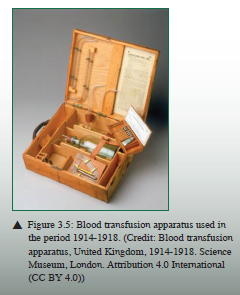 ▲ Figure 3.5: Blood transfusion apparatus used in
the period 1914-1918. (Credit: Blood transfusion
apparatus, United Kingdom, 1914-1918. Science
Museum, London. Attribution 4.0 International
(CC BY 4.0))